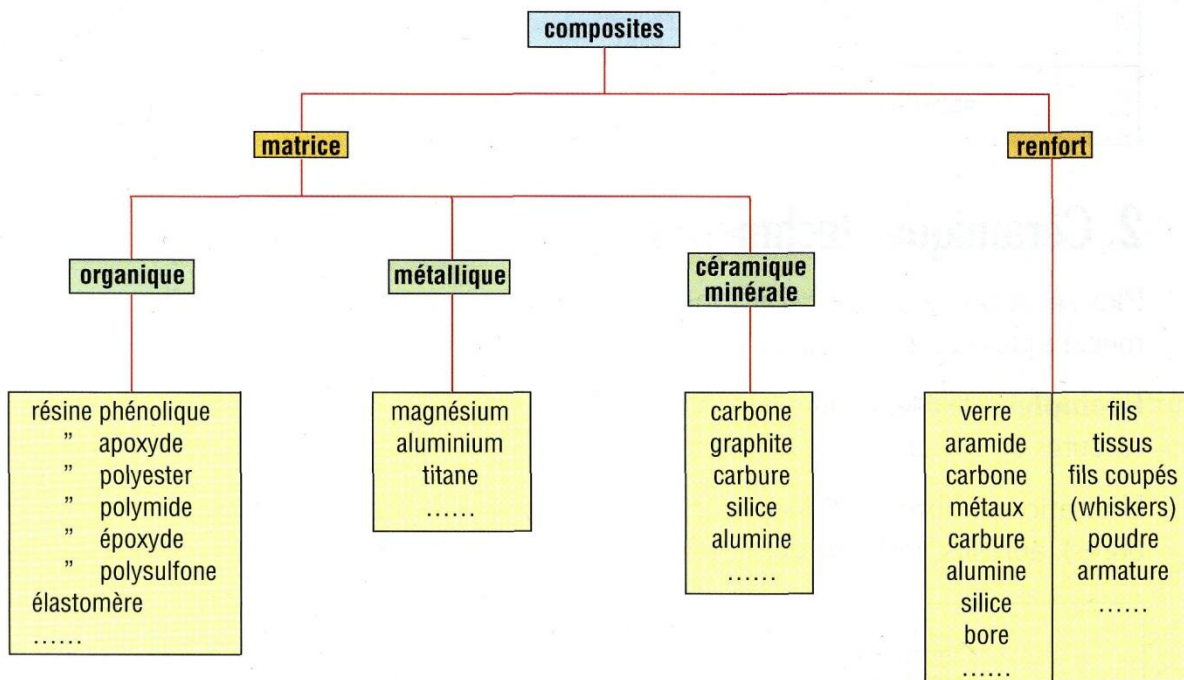 composites
matrice
renfort
organique
métallique
céramique
minérale
résine phénolique
” apoxyde
” polyester
” polymide
” époxyde
” polysulfone
élastomère
......
magnésium
aluminium
titane
......
carbone
graphite
carbure
silice
alumine
......
verre
aramide
carbone
métaux
carbure
alumine
silice
bore
......
fils
tissus
fils coupés
(whiskers)
poudre
armature
......